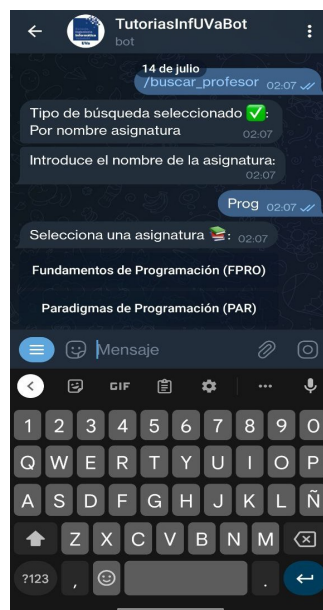 TutoriasInfUVaBot
bot
14 de julio
/buscar_profesor 02:07
Tipo de búsqueda seleccionado ✅:
Por nombre asignatura 02:07
Introduce el nombre de la asignatura:
02:07
Prog 02:07
Selecciona una asignatura 📚: 02:07
Fundamentos de Programación (FPRO)
Paradigmas de Programación (PAR)
Mensaje
GIF
1 2 3 4 5 6 7 8 9 0
Q W E R T Y U I O P
A S D F G H J K L Ñ
Z X C V B N M
?123 , .